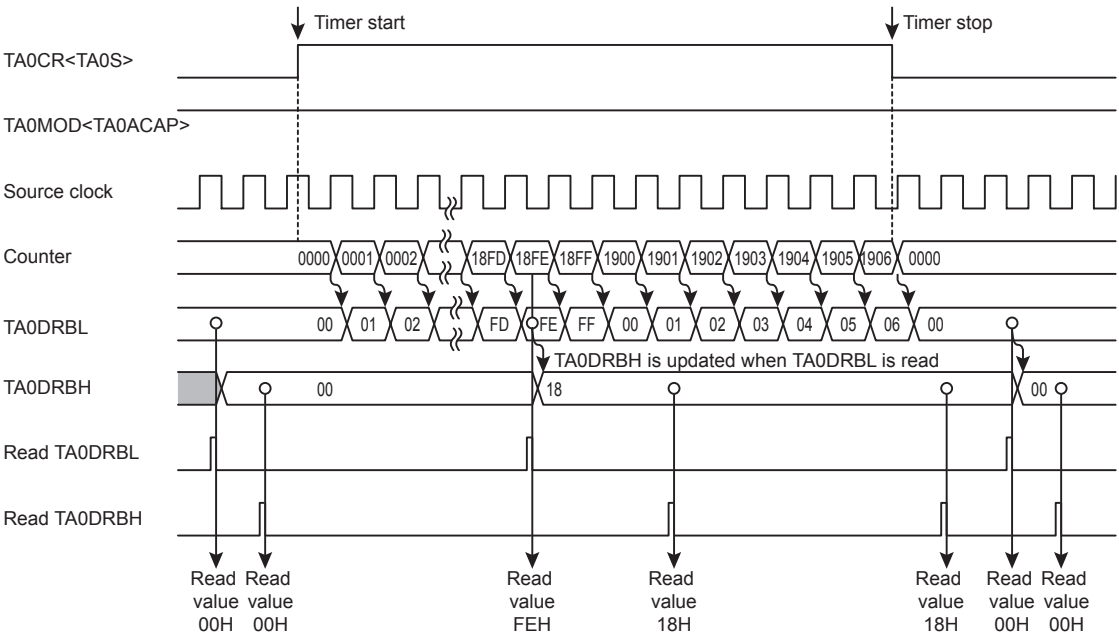 Timer start
Timer stop
TA0CR<TA0S>
TA0MOD<TA0ACAP>
Source clock
Counter
0000 0001 0002 18FD 18FE 18FF 1900 1901 1902 1903 1904 1905 1906 0000
TA0DRBL
00 01 02 FD FE FF 00 01 02 03 04 05 06 00
TA0DRBH is updated when TA0DRBL is read
TA0DRBH
00 18 00
Read TA0DRBL
Read TA0DRBH
Read Read Read Read Read Read Read
value value value value value value value
00H 00H FEH 18H 18H 00H 00H